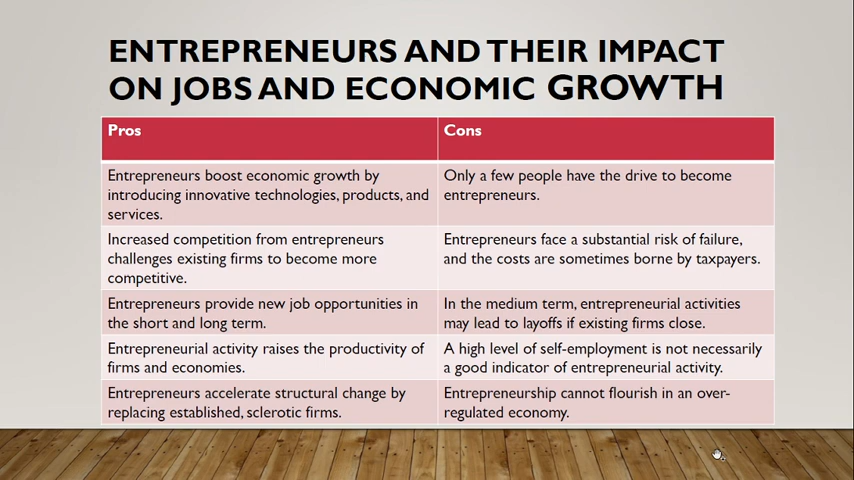 ENTREPRENEURS AND THEIR IMPACT
ON JOBS AND ECONOMIC GROWTH
Pros
Cons
Entrepreneurs boost economic growth by
introducing innovative technologies, products, and
services.
Only a few people have the drive to become
entrepreneurs.
Increased competition from entrepreneurs
challenges existing firms to become more
competitive.
Entrepreneurs face a substantial risk of failure,
and the costs are sometimes borne by taxpayers.
Entrepreneurs provide new job opportunities in
the short and long term.
In the medium term, entrepreneurial activities
may lead to layoffs if existing firms close.
Entrepreneurial activity raises the productivity of
firms and economies.
A high level of self-employment is not necessarily
a good indicator of entrepreneurial activity.
Entrepreneurs accelerate structural change by
replacing established, sclerotic firms.
Entrepreneurship cannot flourish in an over-
regulated economy.